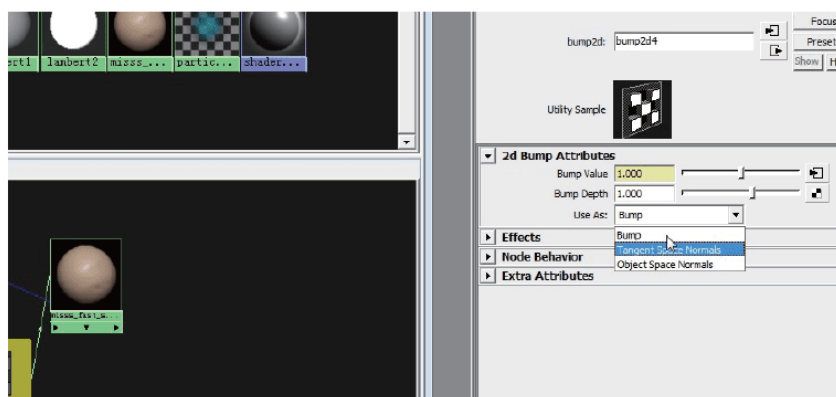 Focus
bump2d: bump2d4
Preset
Show H
ert1 lambert2 misss_... partic... shader...
Utility Sample
2d Bump Attributes
Bump Value 1.000
Bump Depth 1.000
Use As: Bump
Bump
Effects
Tangent Space Normals
Node Behavior
Object Space Normals
Extra Attributes